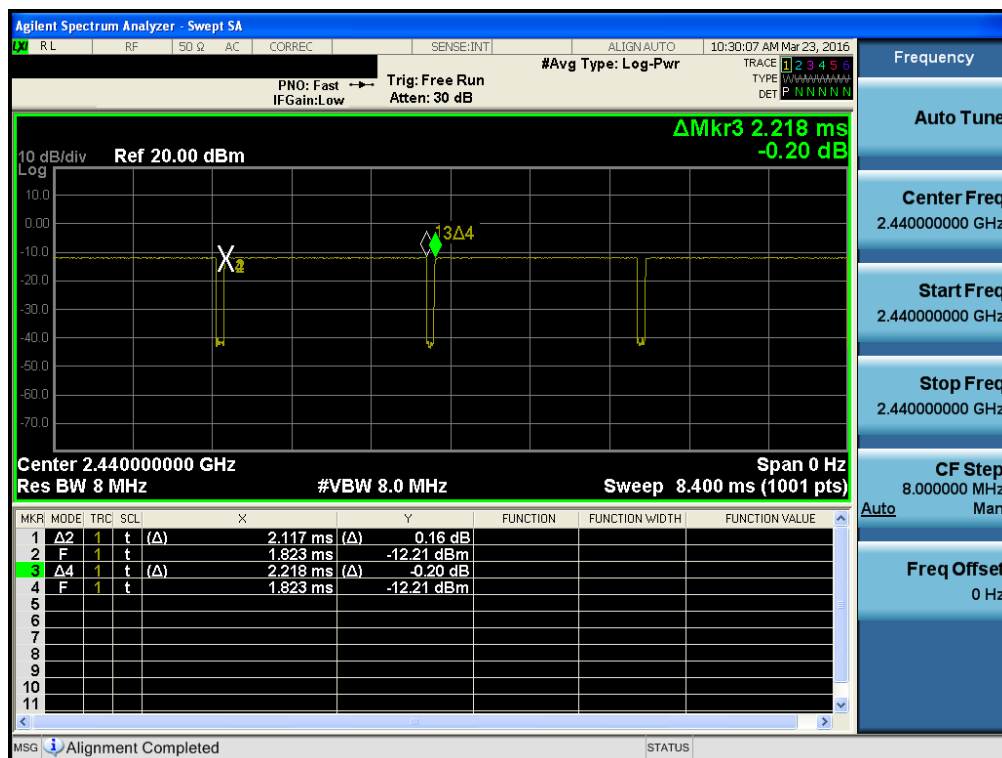 Agilent Spectrum Analyzer - Swept SA
LXI RL RF 50 Ω AC CORREC SENSE:INT ALIGN AUTO 10:30:07 AM Mar 23, 2016
#Avg Type: Log-Pwr TRACE 1 2 3 4 5 6
PNO: Fast Trig: Free Run TYPE WWWWWW
IFGain:Low Atten: 30 dB DET P N N N N N
ΔMkr3 2.218 ms
-0.20 dB
10 dB/div Ref 20.00 dBm
Log
10.0
0.00
-10.0
-20.0
-30.0
-40.0
-50.0
-60.0
-70.0
X
13Δ4
Center 2.440000000 GHz Span 0 Hz
Res BW 8 MHz #VBW 8.0 MHz Sweep 8.400 ms (1001 pts)
MKR MODE TRC SCL X Y FUNCTION FUNCTION WIDTH FUNCTION VALUE
1 Δ2 1 t (Δ) 2.117 ms (Δ) 0.16 dB
2 F 1 t 1.823 ms -12.21 dBm
3 Δ4 1 t (Δ) 2.218 ms (Δ) -0.20 dB
4 F 1 t 1.823 ms -12.21 dBm
5
6
7
8
9
10
11
MSG Alignment Completed STATUS
Frequency
Auto Tune
Center Freq
2.440000000 GHz
Start Freq
2.440000000 GHz
Stop Freq
2.440000000 GHz
CF Step
8.000000 MHz
Auto Man
Freq Offset
0 Hz